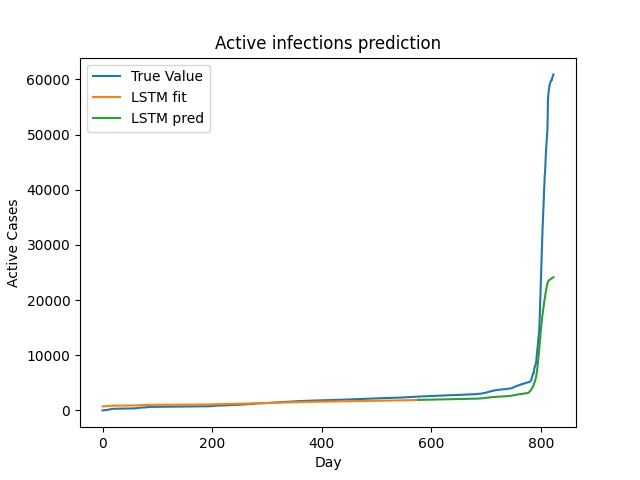 Active infections prediction
True Value
LSTM fit
LSTM pred
60000
50000
40000
30000
20000
10000
0
Active Cases
0 200 400 600 800
Day